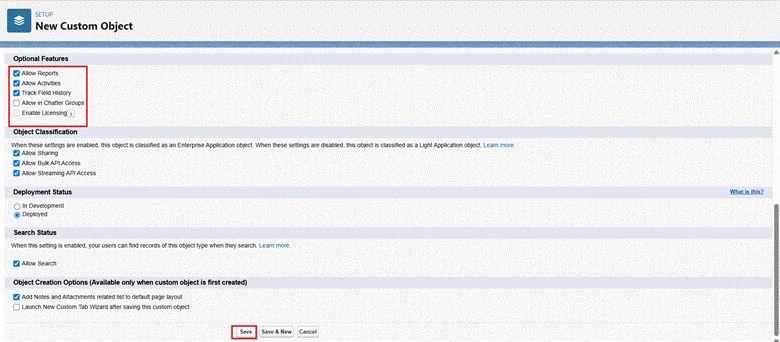 SETUP
New Custom Object
Optional Features
Allow Reports
Allow Activities
Track Field History
Allow in Chatter Groups
Enable Licensing i
Object Classification
When these settings are enabled, this object is classified as an Enterprise Application object. When these settings are disabled, this object is classified as a Light Application object. Learn more
Allow Sharing
Allow Bulk API Access
Allow Streaming API Access
Deployment Status What is this?
In Development
Deployed
Search Status
When this setting is enabled, your users can find records of this object type when they search. Learn more.
Allow Search
Object Creation Options (Available only when custom object is first created)
Add Notes and Attachments related list to default page layout
Launch New Custom Tab Wizard after saving this custom object
Save Save & New Cancel